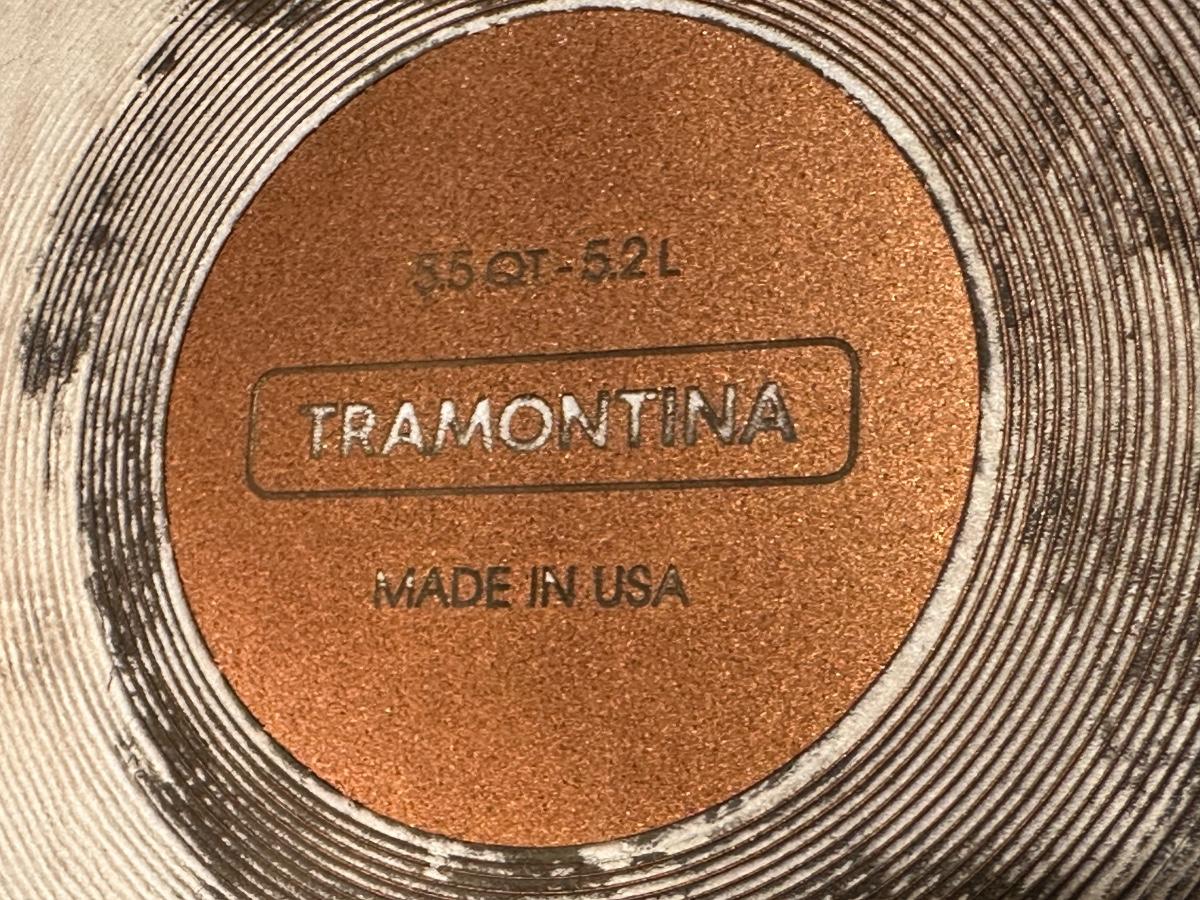 5.5 QT - 5.2 L
TRAMONTINA
MADE IN USA